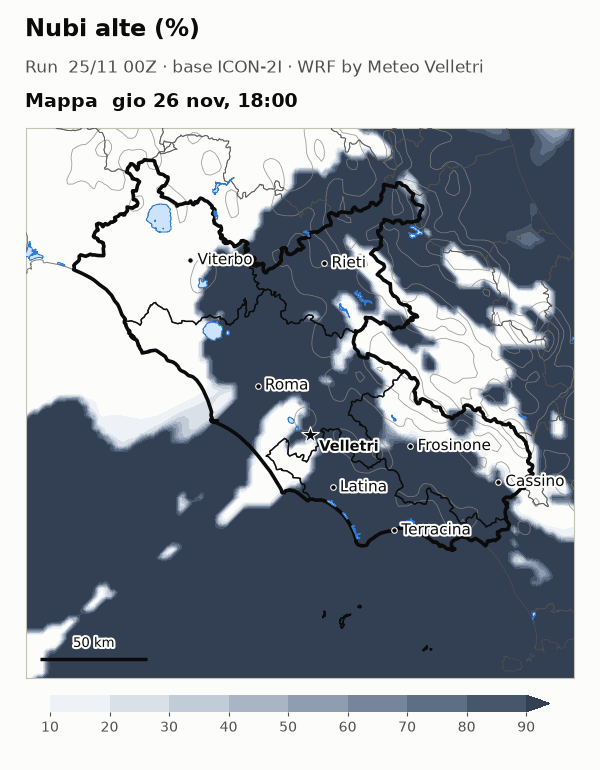 Nubi alte (%)
Run 25/11 00Z · base ICON-2I · WRF by Meteo Velletri
Mappa gio 26 nov, 18:00
Viterbo
Rieti
Roma
Velletri
Frosinone
Latina
Cassino
Terracina
50 km
10 20 30 40 50 60 70 80 90